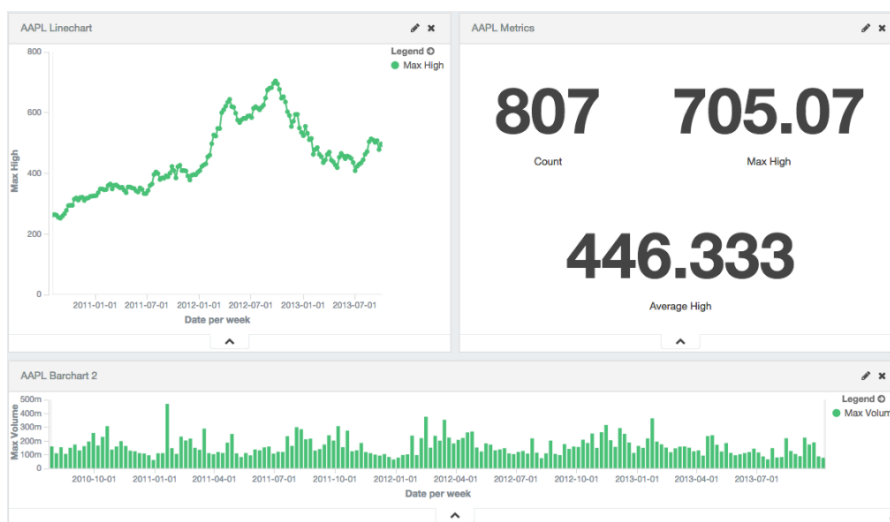 AAPL Linechart
Legend
Max High
800
600
400
200
0
Max High
2011-01-01 2011-07-01 2012-01-01 2012-07-01 2013-01-01 2013-07-01
Date per week
AAPL Metrics
807
Count
705.07
Max High
446.333
Average High
AAPL Barchart 2
Legend
Max Volum
500m
400m
300m
200m
100m
0
Max Volume
2010-10-01 2011-01-01 2011-04-01 2011-07-01 2011-10-01 2012-01-01 2012-04-01 2012-07-01 2012-10-01 2013-01-01 2013-04-01 2013-07-01
Date per week